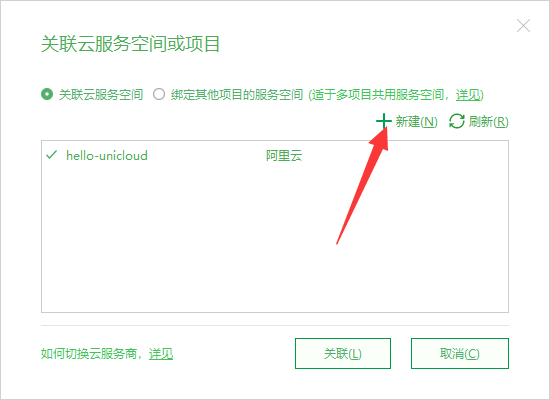 关联云服务空间或项目
关联云服务空间 绑定其他项目的服务空间 (适于多项目共用服务空间，详见)
新建(N) 刷新(R)
hello-unicloud 阿里云
如何切换云服务商，详见 关联(L) 取消(C)